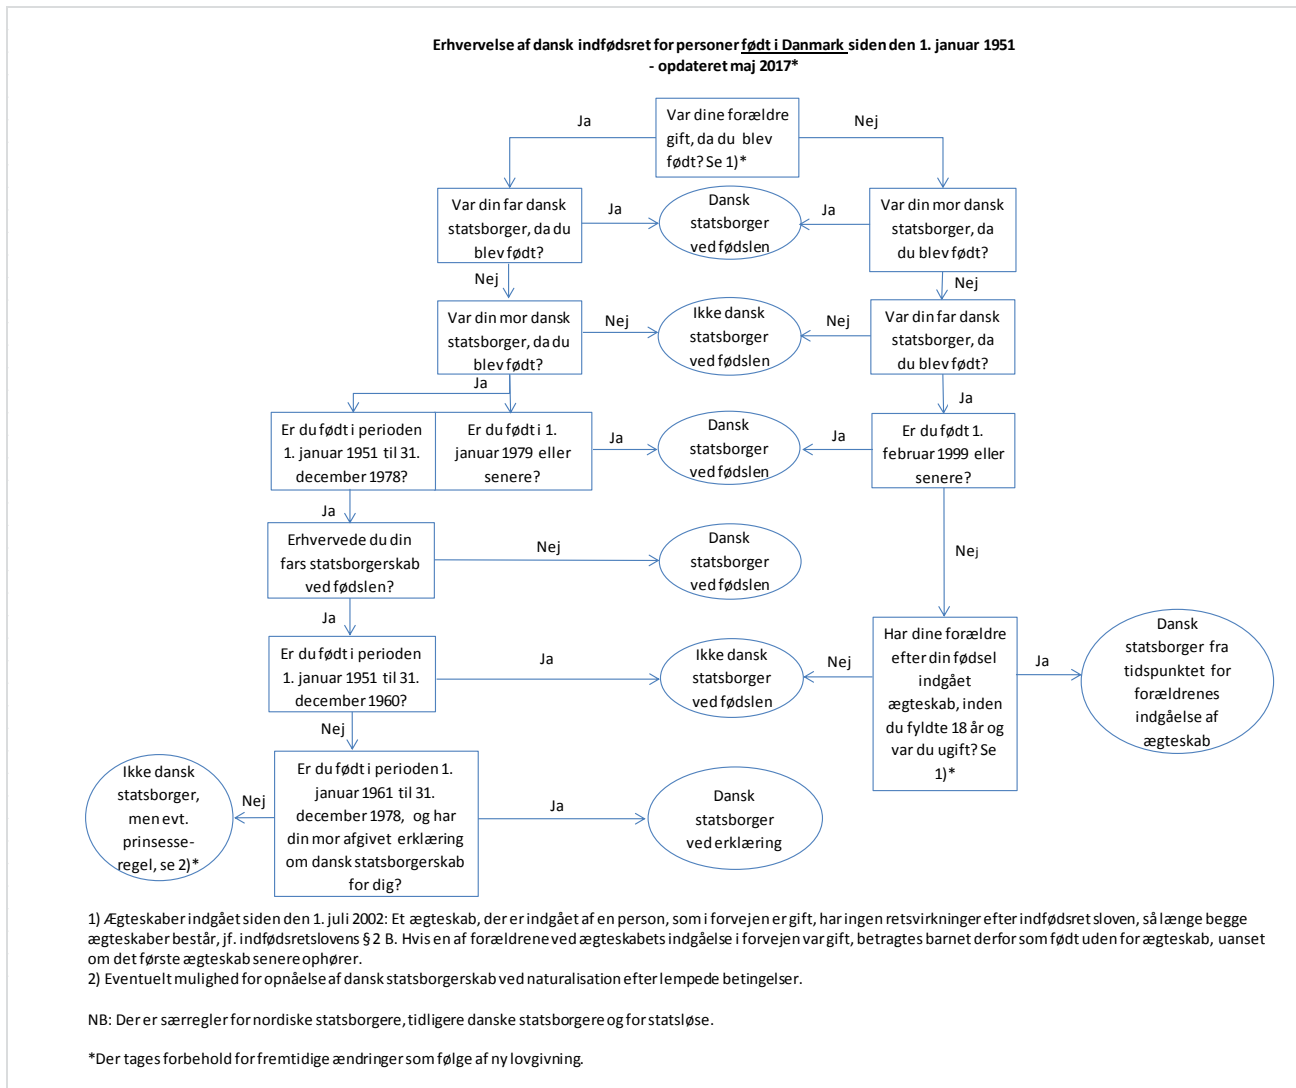 Erhvervelse af dansk indfødsret for personer født i Danmark siden den 1. januar 1951
- opdateret maj 2017*
Var dine forældre
gift, da du blev
født? Se 1)*
Ja
Nej
Var din far dansk
statsborger, da du
blev født?
Ja
Dansk
statsborger
ved fødslen
Ja
Var din mor dansk
statsborger, da
du blev født?
Nej
Nej
Var din mor dansk
statsborger, da du
blev født?
Nej
Ikke dansk
statsborger
ved fødslen
Nej
Var din far dansk
statsborger, da
du blev født?
Ja
Ja
Er du født i perioden
1. januar 1951 til 31.
december 1978?
Er du født i 1.
januar 1979 eller
senere?
Ja
Dansk
statsborger
ved fødslen
Ja
Er du født 1.
februar 1999 eller
senere?
Ja
Nej
Erhvervede du din
fars statsborgerskab
ved fødslen?
Nej
Dansk
statsborger
ved fødslen
Ja
Er du født i perioden
1. januar 1951 til 31.
december 1960?
Ja
Ikke dansk
statsborger
ved fødslen
Nej
Har dine forældre
efter din fødsel
indgået
ægteskab, inden
du fyldte 18 år og
var du ugift? Se
1)*
Ja
Dansk
statsborger fra
tidspunktet for
forældrenes
indgåelse af
ægteskab
Nej
Er du født i perioden 1.
januar 1961 til 31.
december 1978, og har
din mor afgivet erklæring
om dansk statsborgerskab
for dig?
Nej
Ikke dansk
statsborger,
men evt.
prinsesse-
regel, se 2)*
Ja
Dansk
statsborger
ved erklæring
1) Ægteskaber indgået siden den 1. juli 2002: Et ægteskab, der er indgået af en person, som i forvejen er gift, har ingen retsvirkninger efter indfødsret sloven, så længe begge
ægteskaber består, jf. indfødsretslovens § 2 B. Hvis en af forældrene ved ægteskabets indgåelse i forvejen var gift, betragtes barnet derfor som født uden for ægteskab, uanset
om det første ægteskab senere ophører.
2) Eventuelt mulighed for opnåelse af dansk statsborgerskab ved naturalisation efter lempede betingelser.
NB: Der er særregler for nordiske statsborgere, tidligere danske statsborgere og for statsløse.
*Der tages forbehold for fremtidige ændringer som følge af ny lovgivning.